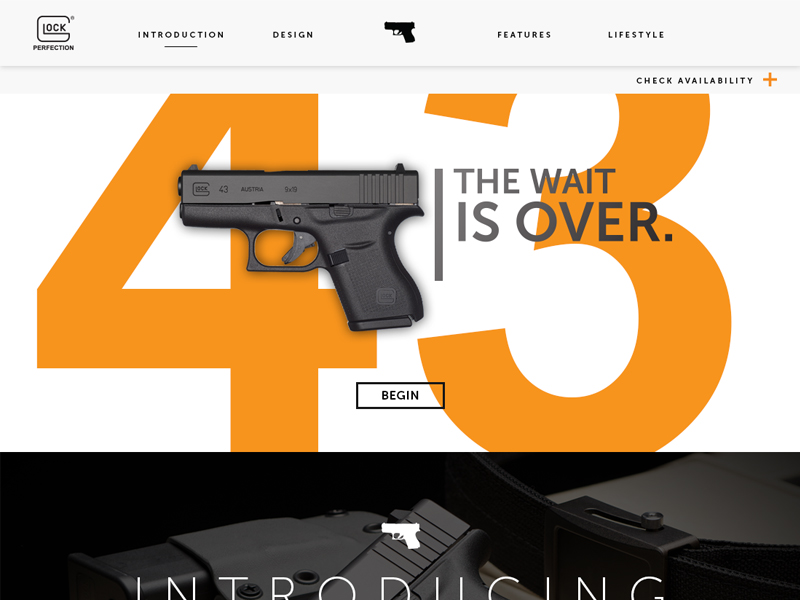 GLOCK
PERFECTION
INTRODUCTION
DESIGN
FEATURES
LIFESTYLE
CHECK AVAILABILITY
43
GLOCK 43 AUSTRIA 9x19
THE WAIT
IS OVER.
BEGIN
INTRODUCING